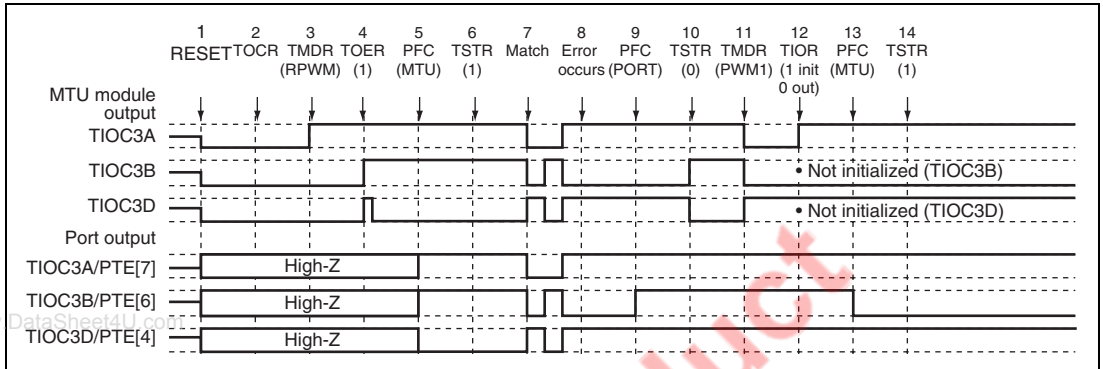 1 2 3 4 5 6 7 8 9 10 11 12 13 14
RESET TOCR TMDR TOER PFC TSTR Match Error PFC TSTR TMDR TIOR PFC TSTR
(RPWM) (1) (MTU) (1) occurs (PORT) (0) (PWM1) (1 init (MTU) (1)
0 out)
MTU module
output
TIOC3A
TIOC3B
• Not initialized (TIOC3B)
TIOC3D
• Not initialized (TIOC3D)
Port output
TIOC3A/PTE[7]
High-Z
TIOC3B/PTE[6]
High-Z
DataSheet4U.com
TIOC3D/PTE[4]
High-Z
uct